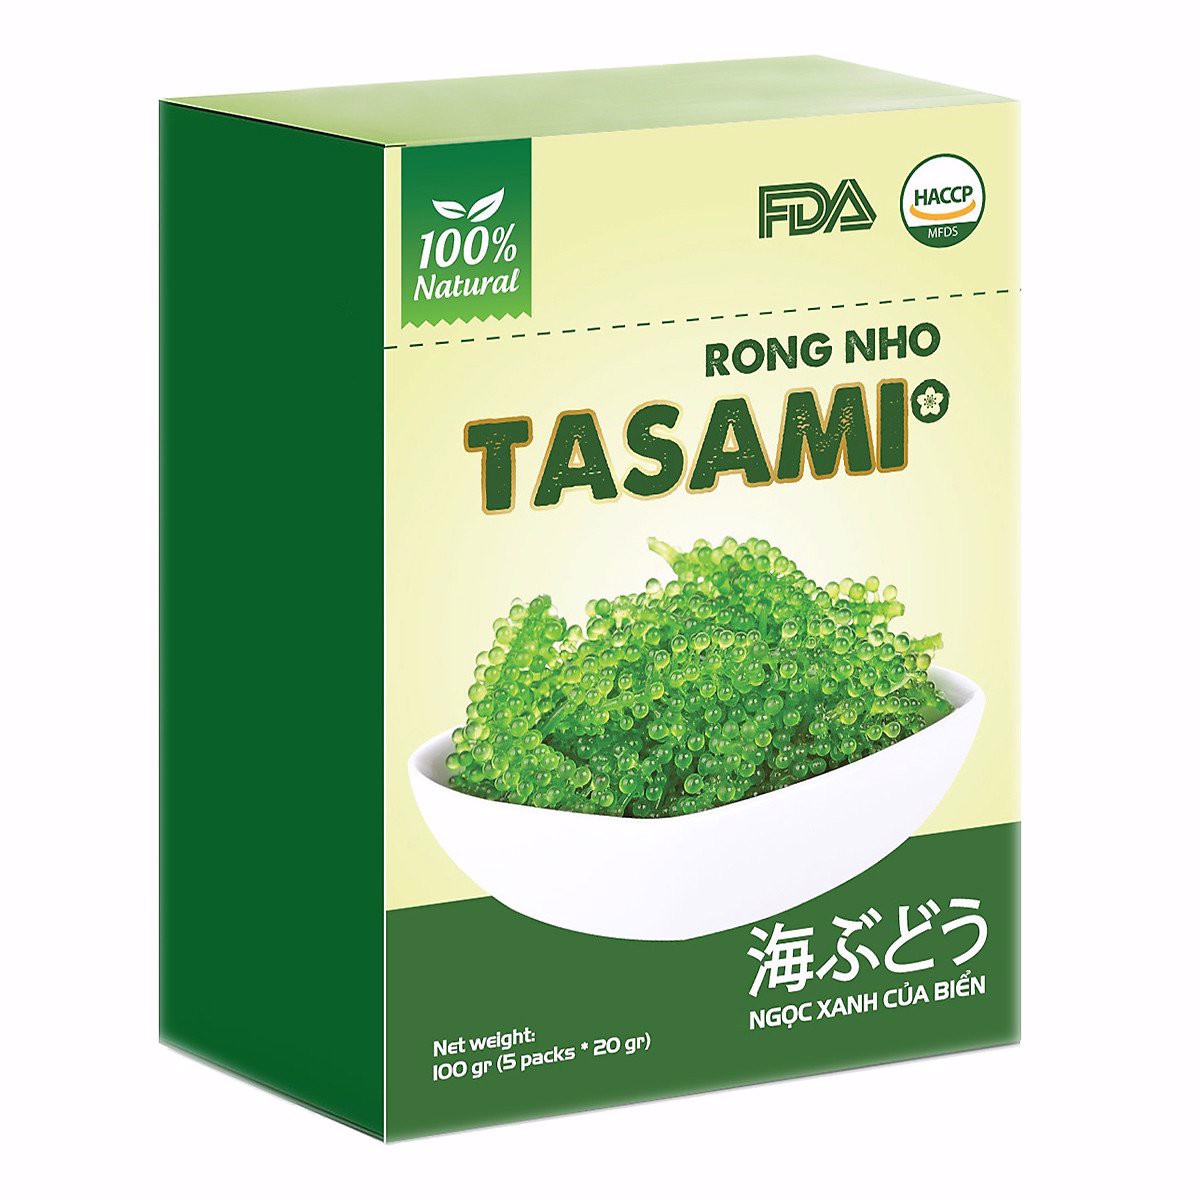 100%
Natural
FDA
HACCP
MFDS
RONG NHO
TASAMI
海ぶどう
NGỌC XANH CỦA BIỂN
Net weight:
100 gr (5 packs * 20 gr)